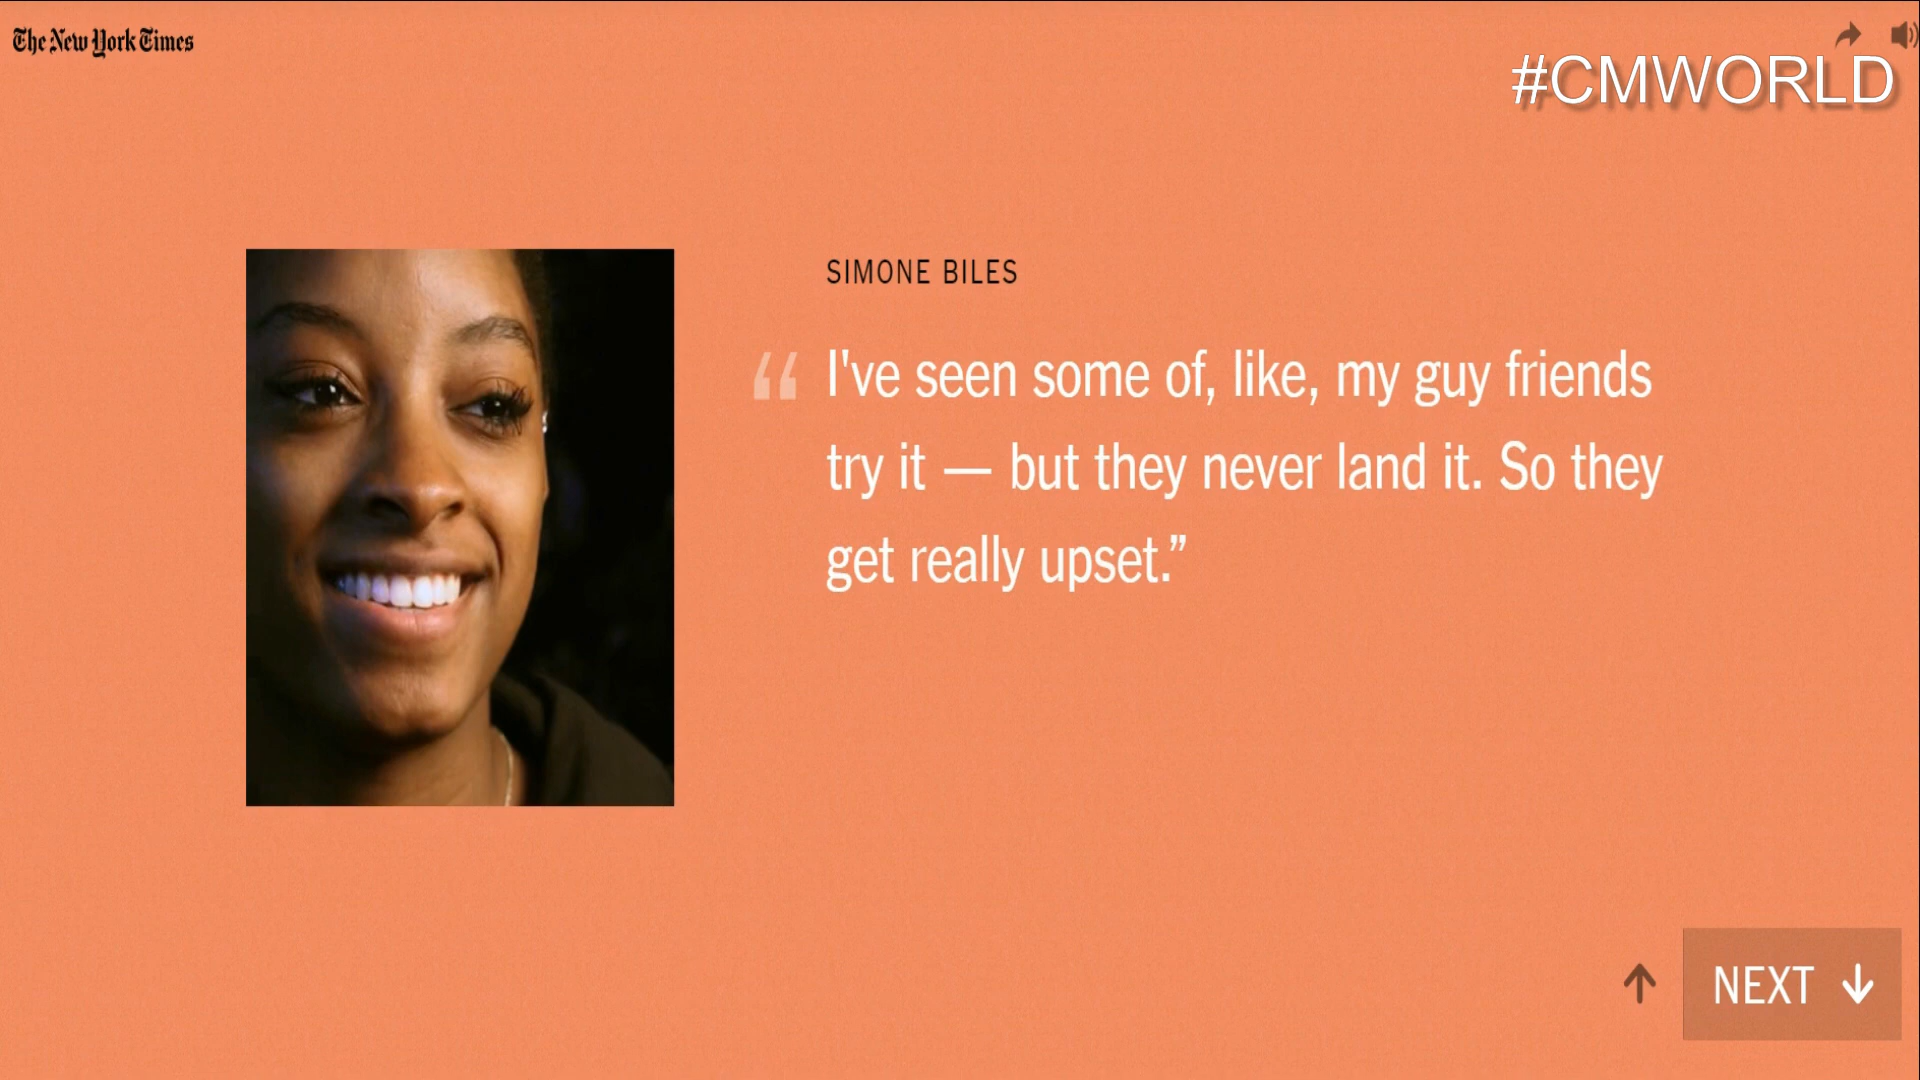 The New York Times
#CMWORLD
SIMONE BILES
“I've seen some of, like, my guy friends
try it — but they never land it. So they
get really upset.”
NEXT